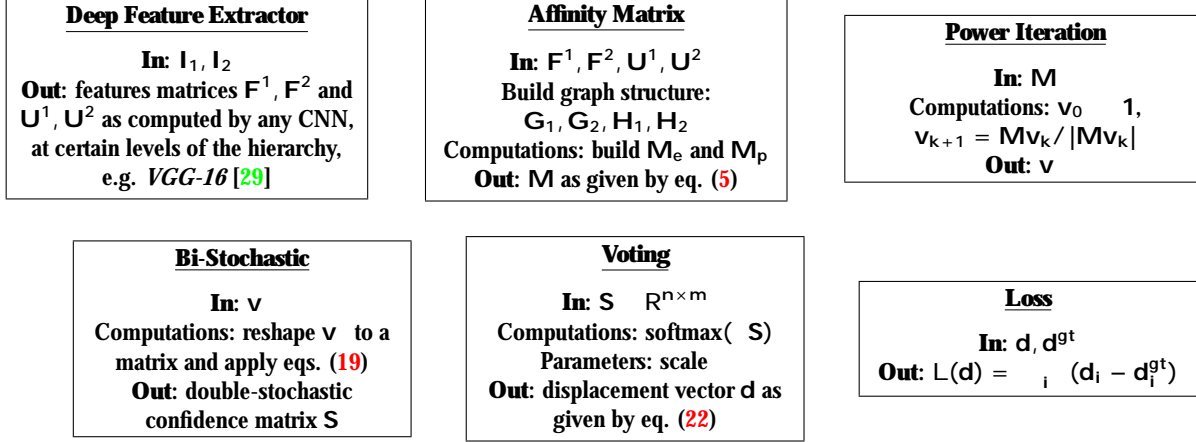 Deep Feature Extractor
In: I₁, I₂
Out: features matrices F¹, F² and
U¹, U² as computed by any CNN,
at certain levels of the hierarchy,
e.g. VGG-16 [29]
Affinity Matrix
In: F¹, F², U¹, U²
Build graph structure:
G₁, G₂, H₁, H₂
Computations: build Mₑ and Mₚ
Out: M as given by eq. (5)
Power Iteration
In: M
Computations: v₀ 1,
vₖ₊₁ = Mvₖ/|Mvₖ|
Out: v
Bi-Stochastic
In: v
Computations: reshape v to a
matrix and apply eqs. (19)
Out: double-stochastic
confidence matrix S
Voting
In: S Rⁿˣᵐ
Computations: softmax( S)
Parameters: scale
Out: displacement vector d as
given by eq. (22)
Loss
In: d, dᵍᵗ
Out: L(d) = ᵢ (dᵢ − dᵢᵍᵗ)